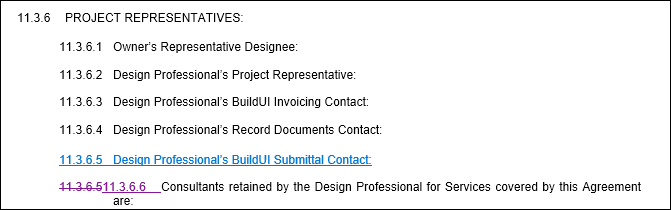 11.3.6 PROJECT REPRESENTATIVES:
11.3.6.1 Owner's Representative Designee:
11.3.6.2 Design Professional's Project Representative:
11.3.6.3 Design Professional's BuildUI Invoicing Contact:
11.3.6.4 Design Professional's Record Documents Contact:
11.3.6.5 Design Professional's BuildUI Submittal Contact:
11.3.6.511.3.6.6 Consultants retained by the Design Professional for Services covered by this Agreement
are: